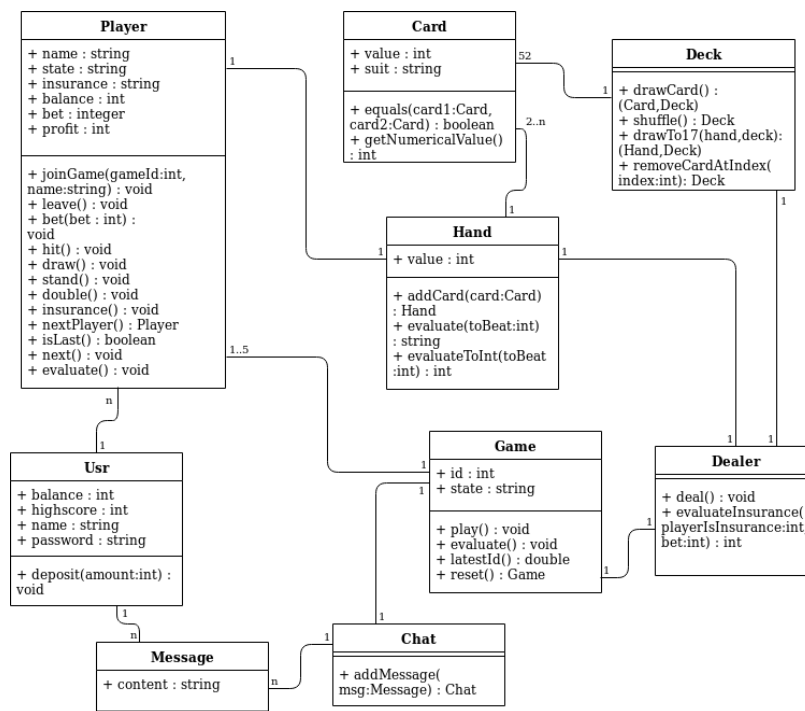 Player
+ name : string
+ state : string
+ insurance : string
+ balance : int
+ bet : integer
+ profit : int
+ joinGame(gameId:int,
name:string) : void
+ leave() : void
+ bet(bet : int) :
void
+ hit() : void
+ draw() : void
+ stand() : void
+ double() : void
+ insurance() : void
+ nextPlayer() : Player
+ isLast() : boolean
+ next() : void
+ evaluate() : void
1
1..5
n
Card
+ value : int
+ suit : string
+ equals(card1:Card,
card2:Card) : boolean
+ getNumericalValue()
: int
52
2..n
Deck
+ drawCard() :
(Card,Deck)
+ shuffle() : Deck
+ drawTo17(hand,deck):
(Hand,Deck)
+ removeCardAtIndex(
index:int): Deck
1
1
Hand
+ value : int
+ addCard(card:Card)
: Hand
+ evaluate(toBeat:int)
: string
+ evaluateToInt(toBeat
:int) : int
1
1
1
Usr
+ balance : int
+ highscore : int
+ name : string
+ password : string
+ deposit(amount:int) :
void
1
1
Game
+ id : int
+ state : string
+ play() : void
+ evaluate() : void
+ latestId() : double
+ reset() : Game
1
1
1
Dealer
+ deal() : void
+ evaluateInsurance(
playerIsInsurance:int,
bet:int) : int
1
1
1
Message
+ content : string
n
n
Chat
+ addMessage(
msg:Message) : Chat
1
1